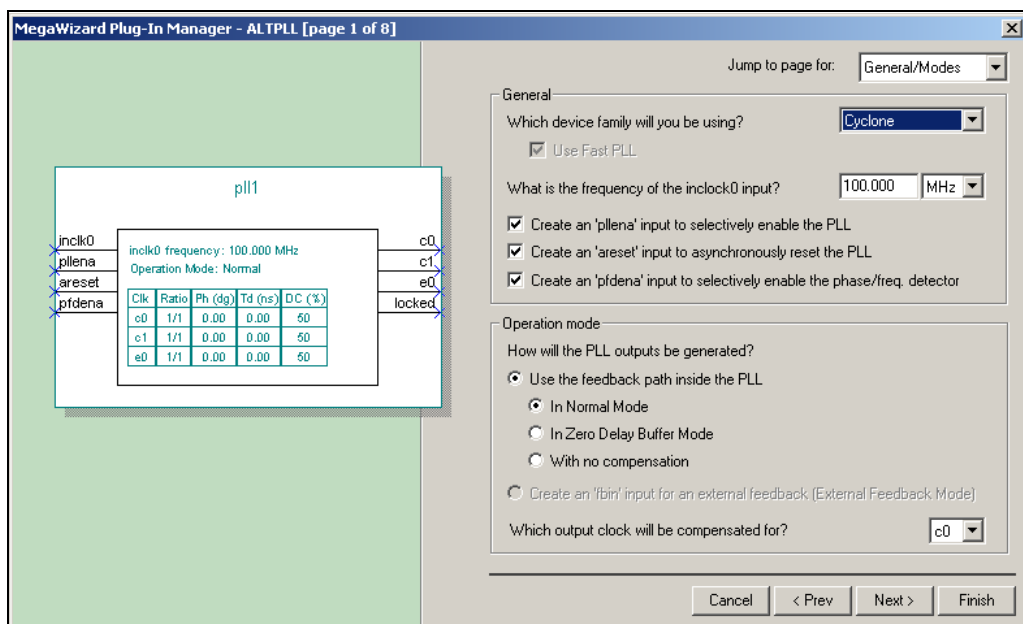 MegaWizard Plug-In Manager - ALTPLL [page 1 of 8]
Jump to page for: General/Modes
General
Which device family will you be using? Cyclone
Use Fast PLL
What is the frequency of the inclock0 input? 100.000 MHz
Create an 'pllena' input to selectively enable the PLL
Create an 'areset' input to asynchronously reset the PLL
Create an 'pfdena' input to selectively enable the phase/freq. detector
Operation mode
How will the PLL outputs be generated?
Use the feedback path inside the PLL
In Normal Mode
In Zero Delay Buffer Mode
With no compensation
Create an 'fbin' input for an external feedback (External Feedback Mode)
Which output clock will be compensated for? c0
Cancel < Prev Next > Finish
pll1
inclk0
pllena
areset
pfdena
inclk0 frequency: 100.000 MHz
Operation Mode: Normal
Clk Ratio Ph (dg) Td (ns) DC (%)
c0 1/1 0.00 0.00 50
c1 1/1 0.00 0.00 50
e0 1/1 0.00 0.00 50
c0
c1
e0
locked